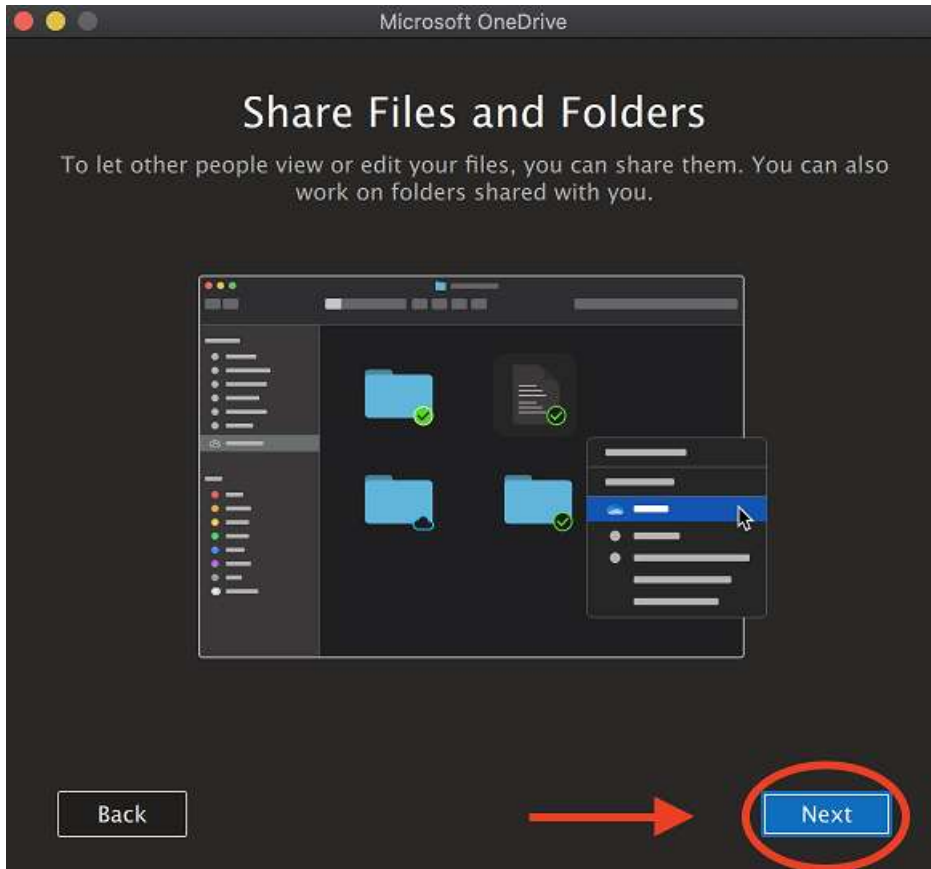 Microsoft OneDrive
Share Files and Folders
To let other people view or edit your files, you can share them. You can also
work on folders shared with you.
Back
Next